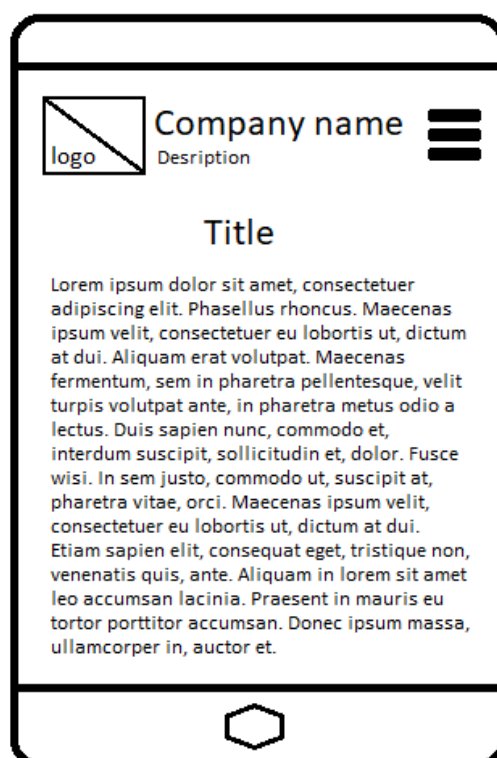 Company name
logo
Desription
Title
Lorem ipsum dolor sit amet, consectetuer
adipiscing elit. Phasellus rhoncus. Maecenas
ipsum velit, consectetuer eu lobortis ut, dictum
at dui. Aliquam erat volutpat. Maecenas
fermentum, sem in pharetra pellentesque, velit
turpis volutpat ante, in pharetra metus odio a
lectus. Duis sapien nunc, commodo et,
interdum suscipit, sollicitudin et, dolor. Fusce
wisi. In sem justo, commodo ut, suscipit at,
pharetra vitae, orci. Maecenas ipsum velit,
consectetuer eu lobortis ut, dictum at dui.
Etiam sapien elit, consequat eget, tristique non,
venenatis quis, ante. Aliquam in lorem sit amet
leo accumsan lacinia. Praesent in mauris eu
tortor porttitor accumsan. Donec ipsum massa,
ullamcorper in, auctor et.